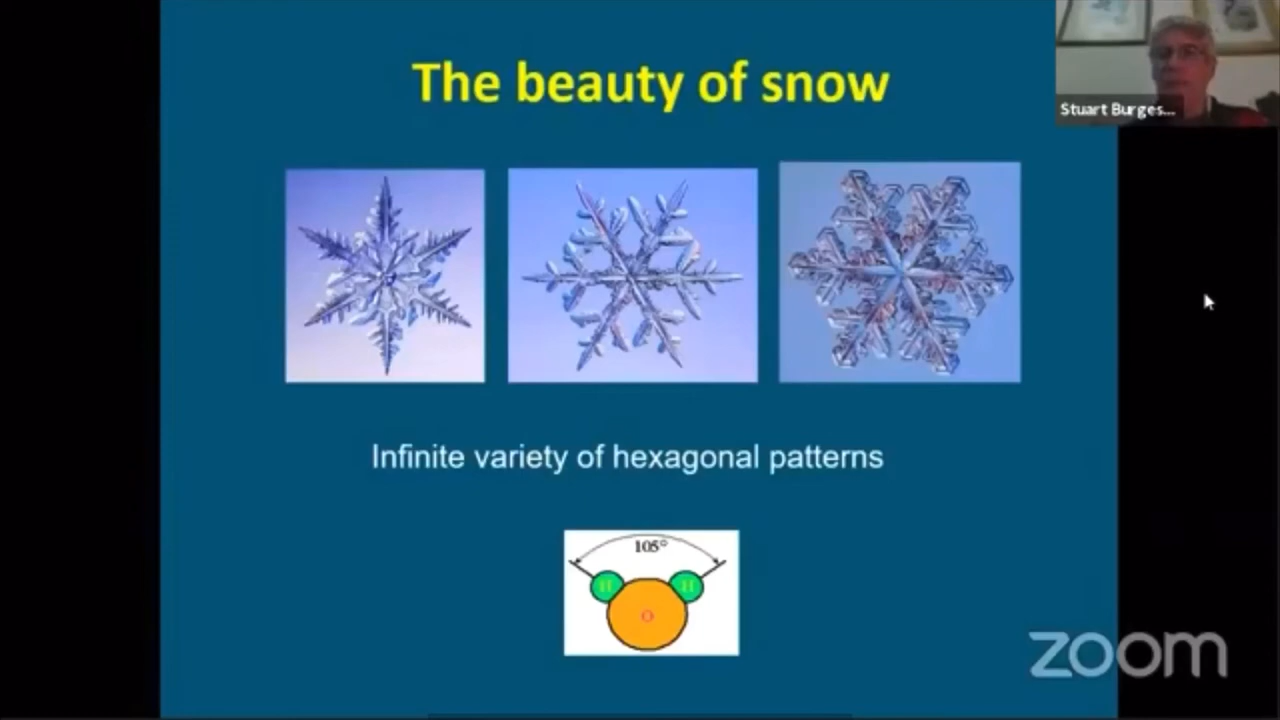 The beauty of snow
Stuart Burges...
Infinite variety of hexagonal patterns
105°
H
H
O
zoom